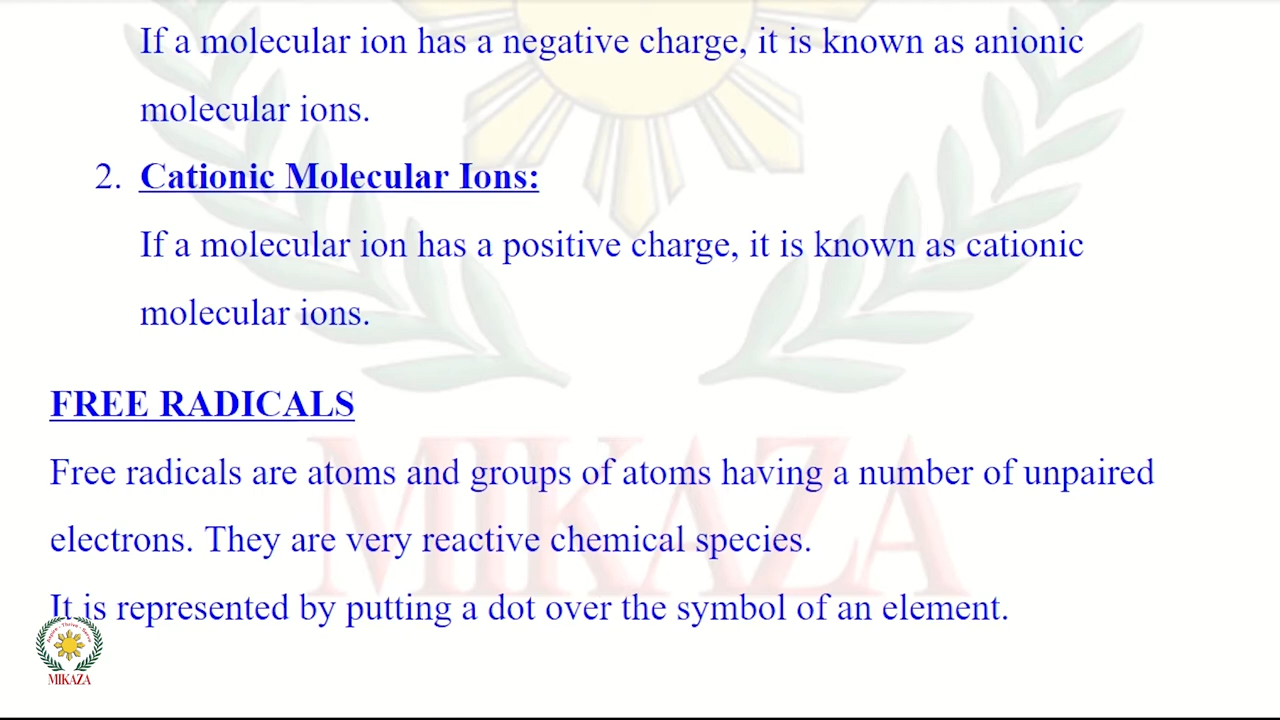 If a molecular ion has a negative charge, it is known as anionic
molecular ions.
2. Cationic Molecular Ions:
If a molecular ion has a positive charge, it is known as cationic
molecular ions.
FREE RADICALS
Free radicals are atoms and groups of atoms having a number of unpaired
electrons. They are very reactive chemical species.
It is represented by putting a dot over the symbol of an element.
MIKAZA
MIKAZA